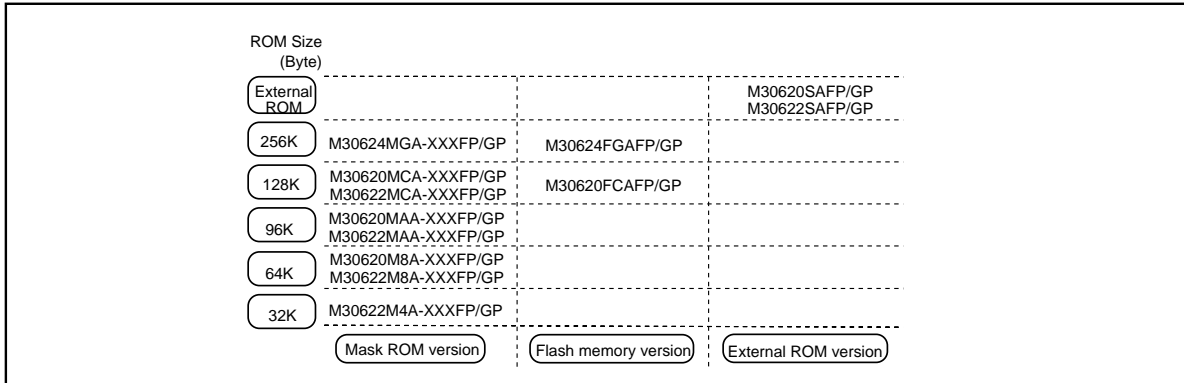 ROM Size
(Byte)
External
ROM
M30620SAFP/GP
M30622SAFP/GP
256K
M30624MGA-XXXFP/GP
M30624FGAFP/GP
128K
M30620MCA-XXXFP/GP
M30622MCA-XXXFP/GP
M30620FCAFP/GP
96K
M30620MAA-XXXFP/GP
M30622MAA-XXXFP/GP
64K
M30620M8A-XXXFP/GP
M30622M8A-XXXFP/GP
32K
M30622M4A-XXXFP/GP
Mask ROM version
Flash memory version
External ROM version